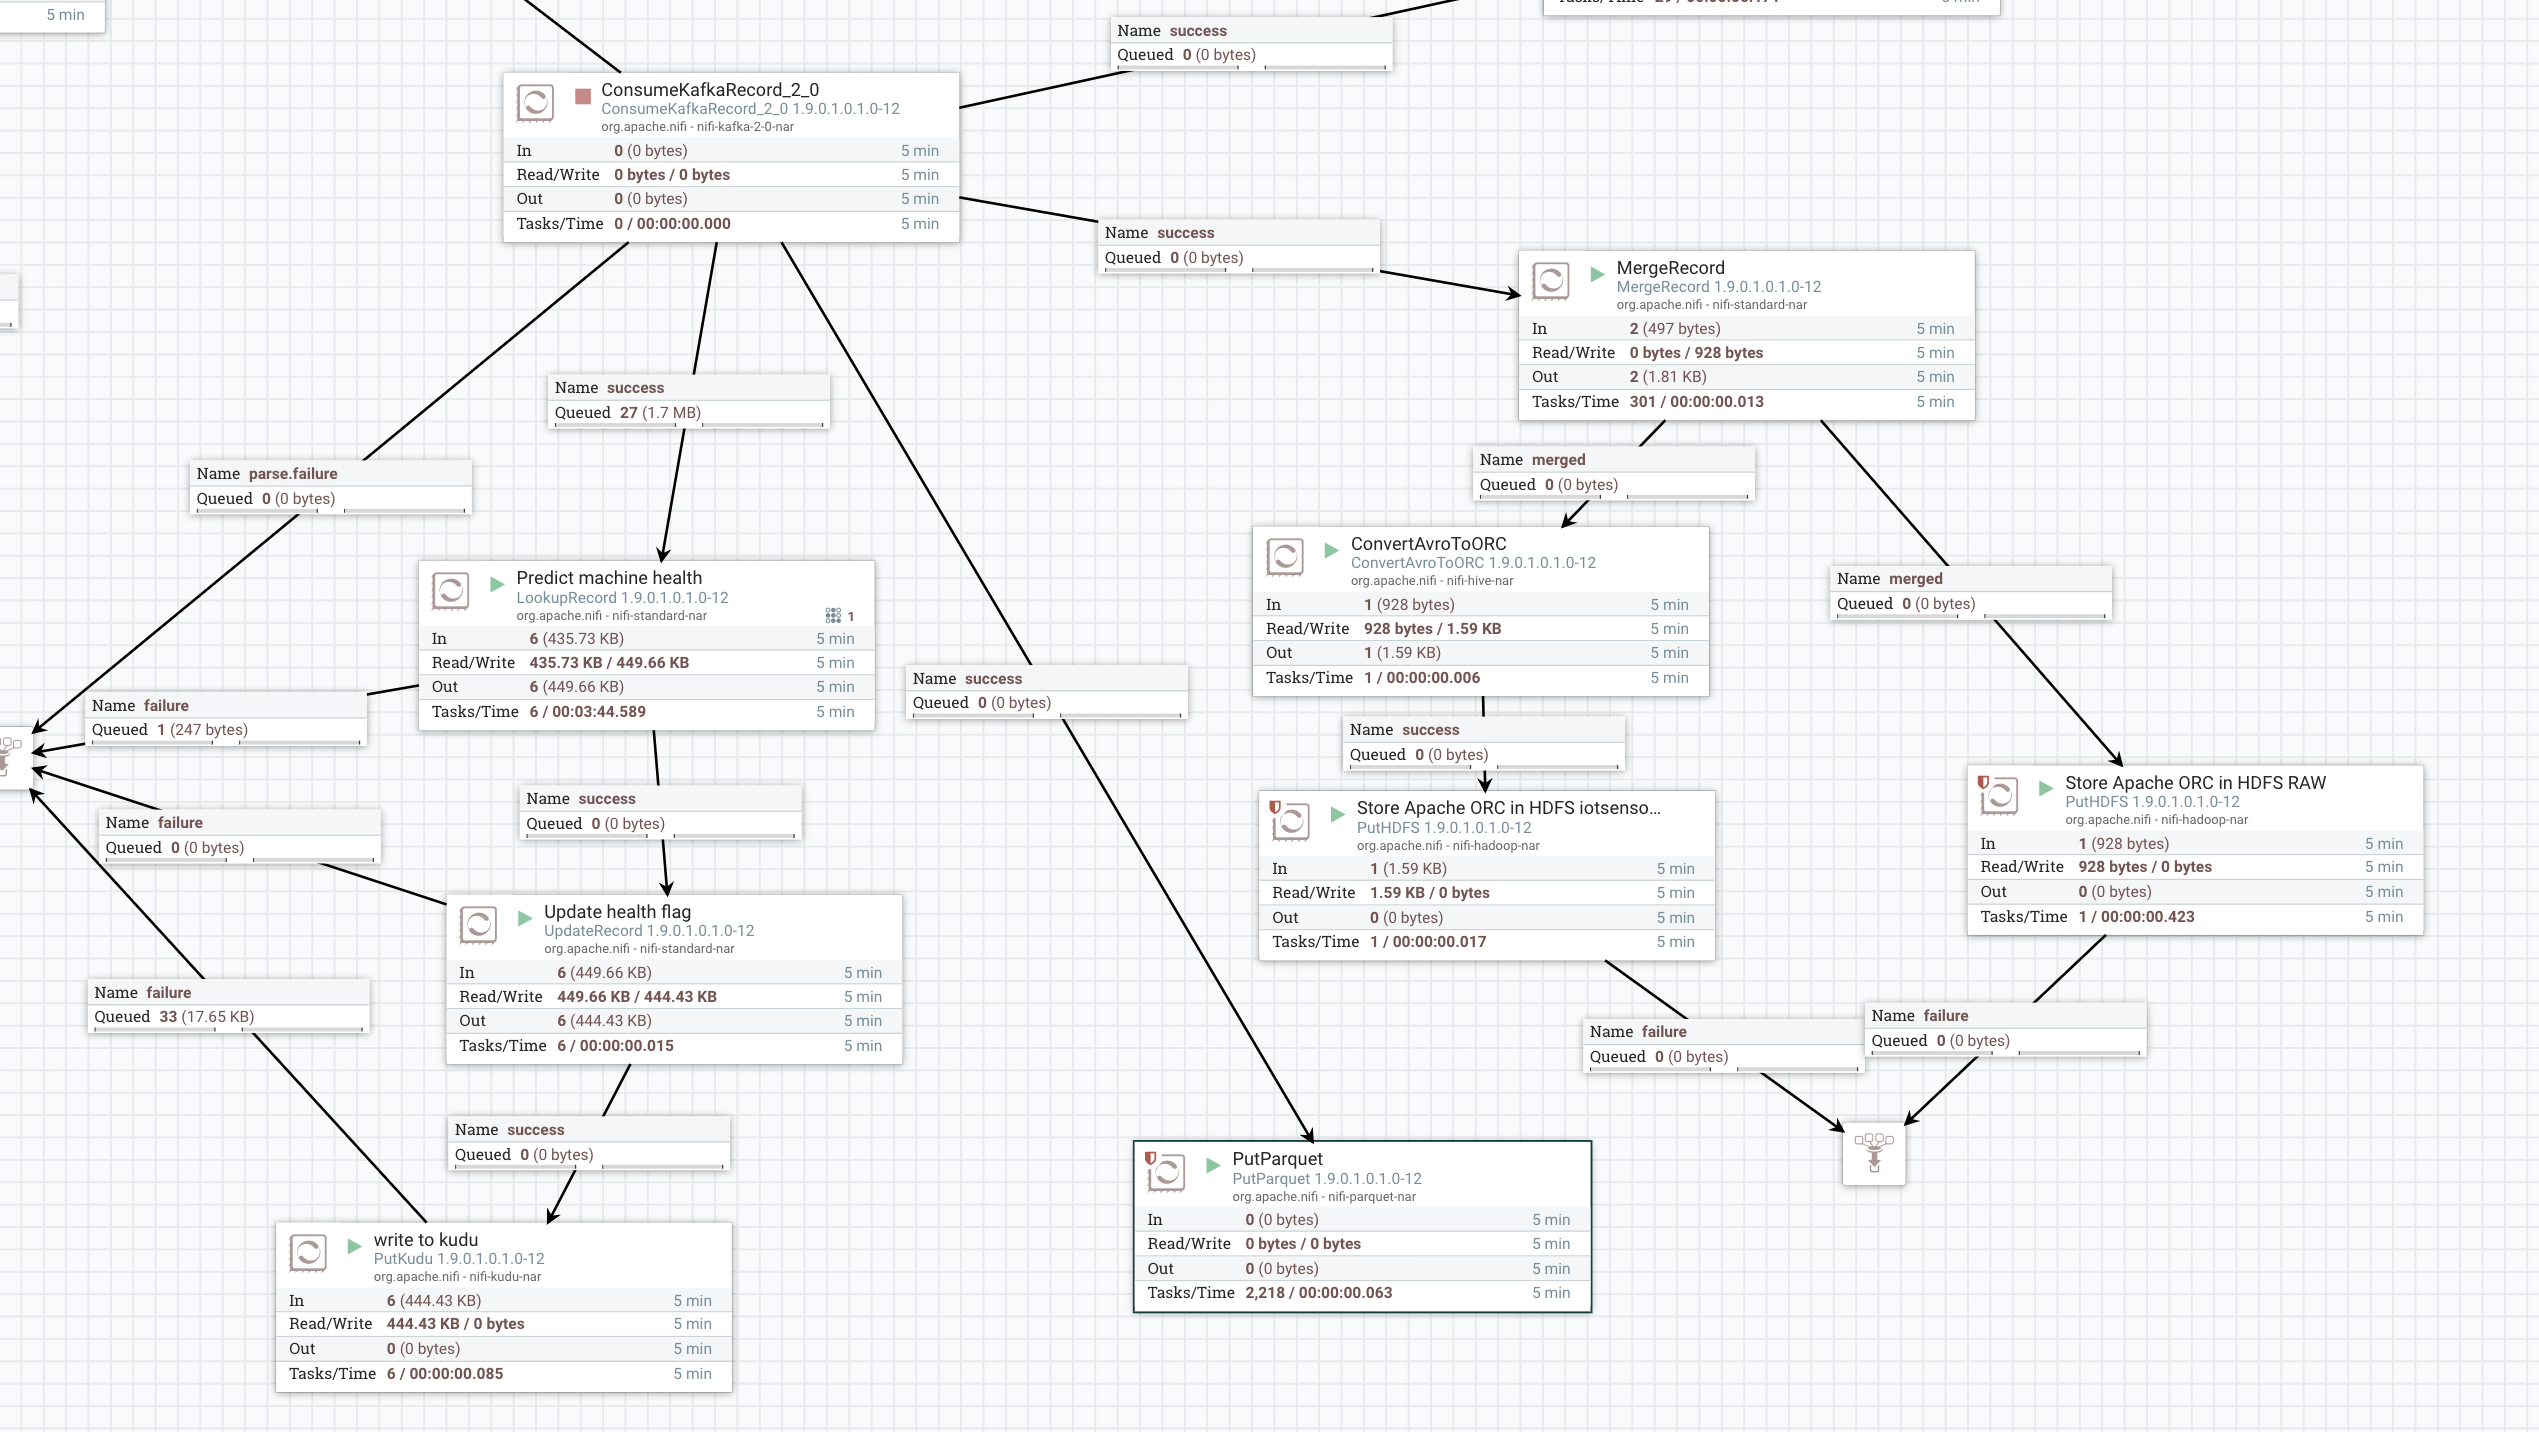 5 min
Name success
Queued 0 (0 bytes)
ConsumeKafkaRecord_2_0
ConsumeKafkaRecord_2_0 1.9.0.1.0.1.0-12
org.apache.nifi - nifi-kafka-2-0-nar
In 0 (0 bytes) 5 min
Read/Write 0 bytes / 0 bytes 5 min
Out 0 (0 bytes) 5 min
Tasks/Time 0 / 00:00:00.000 5 min
Name success
Queued 0 (0 bytes)
MergeRecord
MergeRecord 1.9.0.1.0.1.0-12
org.apache.nifi - nifi-standard-nar
In 2 (497 bytes) 5 min
Read/Write 0 bytes / 928 bytes 5 min
Out 2 (1.81 KB) 5 min
Tasks/Time 301 / 00:00:00.013 5 min
Name success
Queued 27 (1.7 MB)
Name parse.failure
Queued 0 (0 bytes)
Name merged
Queued 0 (0 bytes)
ConvertAvroToORC
ConvertAvroToORC 1.9.0.1.0.1.0-12
org.apache.nifi - nifi-hive-nar
In 1 (928 bytes) 5 min
Read/Write 928 bytes / 1.59 KB 5 min
Out 1 (1.59 KB) 5 min
Tasks/Time 1 / 00:00:00.006 5 min
Name merged
Queued 0 (0 bytes)
Predict machine health
LookupRecord 1.9.0.1.0.1.0-12
org.apache.nifi - nifi-standard-nar
1
In 6 (435.73 KB) 5 min
Read/Write 435.73 KB / 449.66 KB 5 min
Out 6 (449.66 KB) 5 min
Tasks/Time 6 / 00:03:44.589 5 min
Name failure
Queued 1 (247 bytes)
Name success
Queued 0 (0 bytes)
Name success
Queued 0 (0 bytes)
Name success
Queued 0 (0 bytes)
Name failure
Queued 0 (0 bytes)
Store Apache ORC in HDFS iotsenso...
PutHDFS 1.9.0.1.0.1.0-12
org.apache.nifi - nifi-hadoop-nar
In 1 (1.59 KB) 5 min
Read/Write 1.59 KB / 0 bytes 5 min
Out 0 (0 bytes) 5 min
Tasks/Time 1 / 00:00:00.017 5 min
Store Apache ORC in HDFS RAW
PutHDFS 1.9.0.1.0.1.0-12
org.apache.nifi - nifi-hadoop-nar
In 1 (928 bytes) 5 min
Read/Write 928 bytes / 0 bytes 5 min
Out 0 (0 bytes) 5 min
Tasks/Time 1 / 00:00:00.423 5 min
Update health flag
UpdateRecord 1.9.0.1.0.1.0-12
org.apache.nifi - nifi-standard-nar
In 6 (449.66 KB) 5 min
Read/Write 449.66 KB / 444.43 KB 5 min
Out 6 (444.43 KB) 5 min
Tasks/Time 6 / 00:00:00.015 5 min
Name failure
Queued 33 (17.65 KB)
Name failure
Queued 0 (0 bytes)
Name failure
Queued 0 (0 bytes)
Name success
Queued 0 (0 bytes)
PutParquet
PutParquet 1.9.0.1.0.1.0-12
org.apache.nifi - nifi-parquet-nar
In 0 (0 bytes) 5 min
Read/Write 0 bytes / 0 bytes 5 min
Out 0 (0 bytes) 5 min
Tasks/Time 2,218 / 00:00:00.063 5 min
write to kudu
PutKudu 1.9.0.1.0.1.0-12
org.apache.nifi - nifi-kudu-nar
In 6 (444.43 KB) 5 min
Read/Write 444.43 KB / 0 bytes 5 min
Out 0 (0 bytes) 5 min
Tasks/Time 6 / 00:00:00.085 5 min